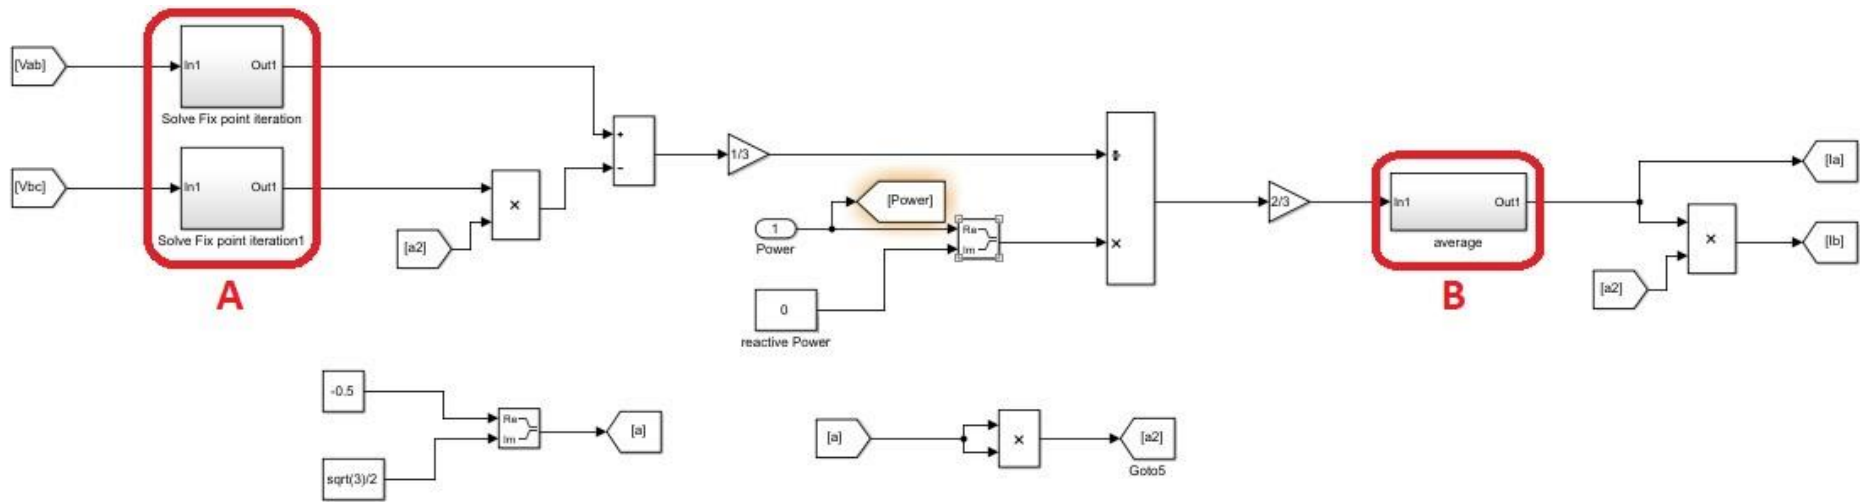 [Vab]
In1
Out1
Solve Fix point iteration
[Vbc]
In1
Out1
Solve Fix point iteration1
A
[a2]
×
+
-
1/3
[Power]
1
Power
Re
Im
0
reactive Power
÷
×
2/3
In1
Out1
average
B
[Ia]
×
[Ib]
[a2]
-0.5
sqrt(3)/2
Re
Im
[a]
[a]
×
[a2]
Goto5